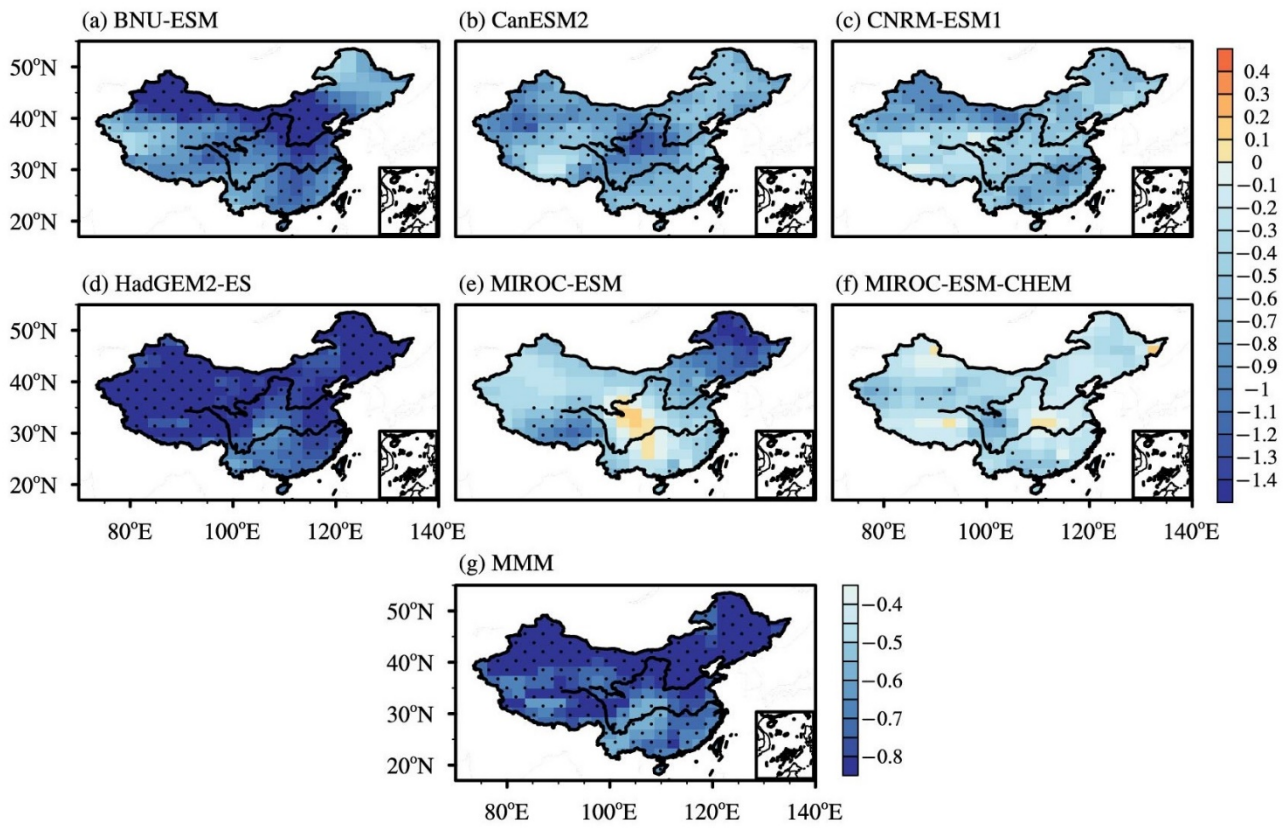 (a) BNU-ESM (b) CanESM2 (c) CNRM-ESM1
50°N
40°N
30°N
20°N
0.4
0.3
0.2
0.1
0
−0.1
−0.2
−0.3
−0.4
−0.5
−0.6
−0.7
−0.8
−0.9
−1
−1.1
−1.2
−1.3
−1.4
(d) HadGEM2-ES (e) MIROC-ESM (f) MIROC-ESM-CHEM
50°N
40°N
30°N
20°N
80°E 100°E 120°E 140°E 80°E 100°E 120°E 140°E
(g) MMM
50°N
40°N
30°N
20°N
80°E 100°E 120°E 140°E
−0.4
−0.5
−0.6
−0.7
−0.8